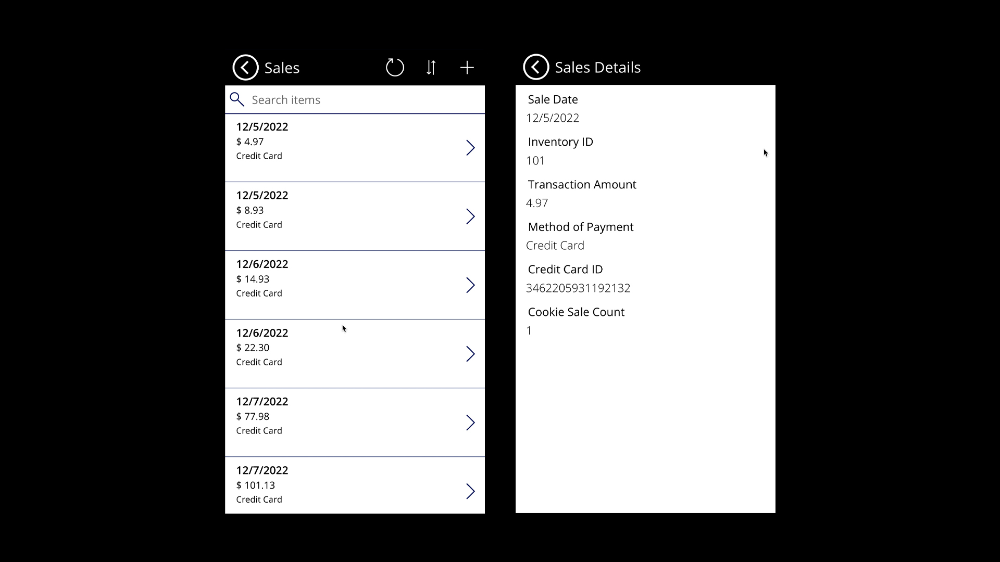 Sales
Search items
12/5/2022
$ 4.97
Credit Card
12/5/2022
$ 8.93
Credit Card
12/6/2022
$ 14.93
Credit Card
12/6/2022
$ 22.30
Credit Card
12/7/2022
$ 77.98
Credit Card
12/7/2022
$ 101.13
Credit Card
Sales Details
Sale Date
12/5/2022
Inventory ID
101
Transaction Amount
4.97
Method of Payment
Credit Card
Credit Card ID
3462205931192132
Cookie Sale Count
1